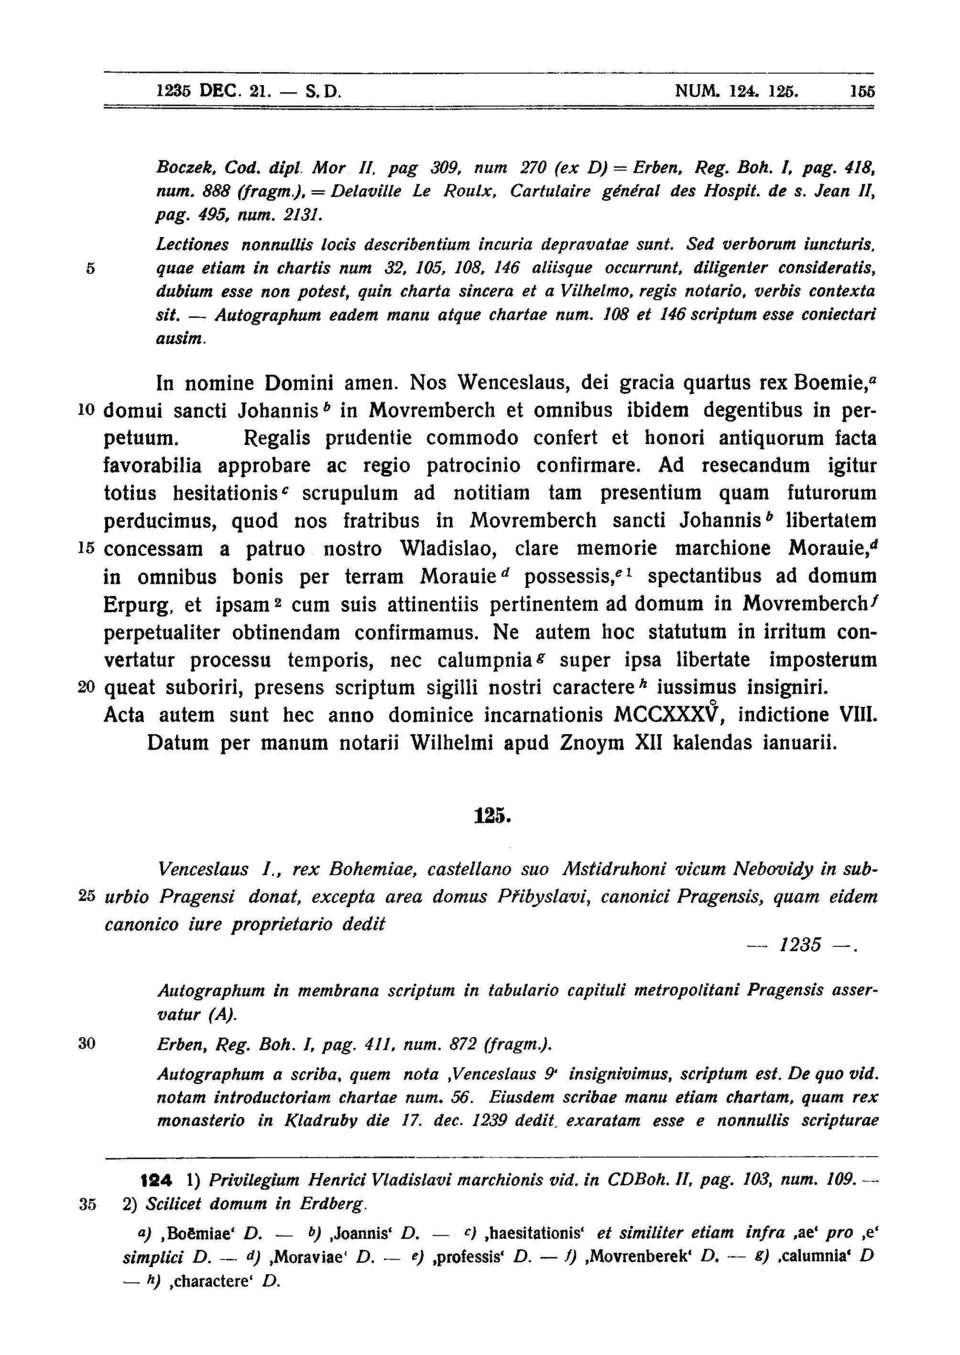 1235 DEC. 21. — S. D. NUM. 124. 125. 155
Boczek, Cod. dipl. Mor II, pag 309, num 270 (ex D) = Erben, Reg. Boh. I, pag. 418,
num. 888 (fragm.), = Delaville Le Roulx, Cartulaire général des Hospit. de s. Jean II,
pag. 495, num. 2131.
Lectiones nonnullis locis describentium incuria depravatae sunt. Sed verborum iuncturis,
5 quae etiam in chartis num 32, 105, 108, 146 aliisque occurrunt, diligenter consideratis,
dubium esse non potest, quin charta sincera et a Vilhelmo, regis notario, verbis contexta
sit. — Autographum eadem manu atque chartae num. 108 et 146 scriptum esse coniectari
ausim.
In nomine Domini amen. Nos Wenceslaus, dei gracia quartus rex Boemie,ᵃ
10 domui sancti Johannisᵇ in Movremberch et omnibus ibidem degentibus in per-
petuum. Regalis prudentie commodo confert et honori antiquorum facta
favorabilia approbare ac regio patrocinio confirmare. Ad resecandum igitur
totius hesitationisᶜ scrupulum ad notitiam tam presentium quam futurorum
perducimus, quod nos fratribus in Movremberch sancti Johannisᵇ libertatem
15 concessam a patruo nostro Wladislao, clare memorie marchione Morauie,ᵈ
in omnibus bonis per terram Morauieᵈ possessis,ᵉ ¹ spectantibus ad domum
Erpurg, et ipsam² cum suis attinentiis pertinentem ad domum in Movremberchᶠ
perpetualiter obtinendam confirmamus. Ne autem hoc statutum in irritum con-
vertatur processu temporis, nec calumpniaᵍ super ipsa libertate imposterum
20 queat suboriri, presens scriptum sigilli nostri caractereʰ iussimus insigniri.
Acta autem sunt hec anno dominice incarnationis MCCXXXV̊, indictione VIII.
Datum per manum notarii Wilhelmi apud Znoym XII kalendas ianuarii.
125.
Venceslaus I., rex Bohemiae, castellano suo Mstidruhoni vicum Nebovidy in sub-
25 urbio Pragensi donat, excepta area domus Přibyslavi, canonici Pragensis, quam eidem
canonico iure proprietario dedit
— 1235 —.
Autographum in membrana scriptum in tabulario capituli metropolitani Pragensis asser-
vatur (A).
30 Erben, Reg. Boh. I, pag. 411, num. 872 (fragm.).
Autographum a scriba, quem nota ‚Venceslaus 9‘ insignivimus, scriptum est. De quo vid.
notam introductoriam chartae num. 56. Eiusdem scribae manu etiam chartam, quam rex
monasterio in Kladruby die 17. dec. 1239 dedit, exaratam esse e nonnullis scripturae
124 1) Privilegium Henrici Vladislavi marchionis vid. in CDBoh. II, pag. 103, num. 109. —
35 2) Scilicet domum in Erdberg.
a) ‚Boëmiae‘ D. — b) ‚Joannis‘ D. — c) ‚haesitationis‘ et similiter etiam infra ‚ae‘ pro ‚e‘
simplici D. — d) ‚Moraviae‘ D. — e) ‚professis‘ D. — f) ‚Movrenberek‘ D. — g) ‚calumnia‘ D
— h) ‚charactere‘ D.